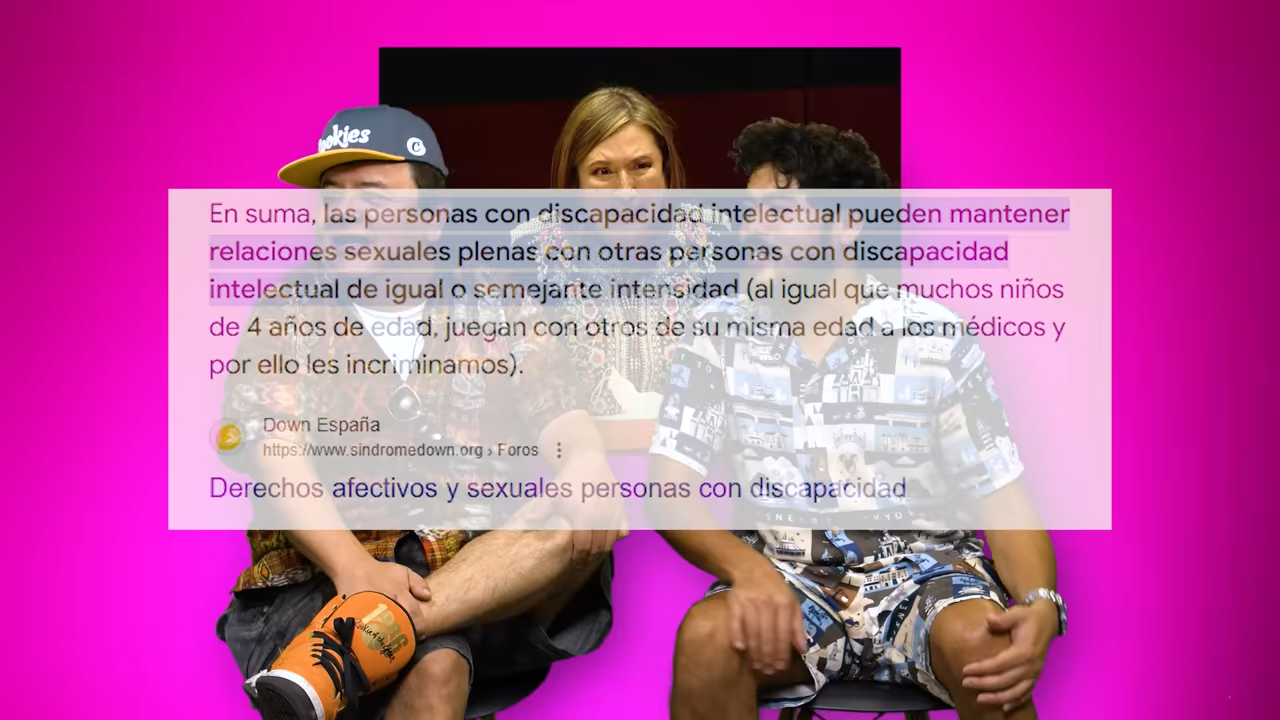 ookies
C
En suma, las personas con discapacidad intelectual pueden mantener
relaciones sexuales plenas con otras personas con discapacidad
intelectual de igual o semejante intensidad (al igual que muchos niños
de 4 años de edad, juegan con otros de su misma edad a los médicos y
por ello les incriminamos).
Down España
https://www.sindromedown.org › Foros
Derechos afectivos y sexuales personas con discapacidad
1986